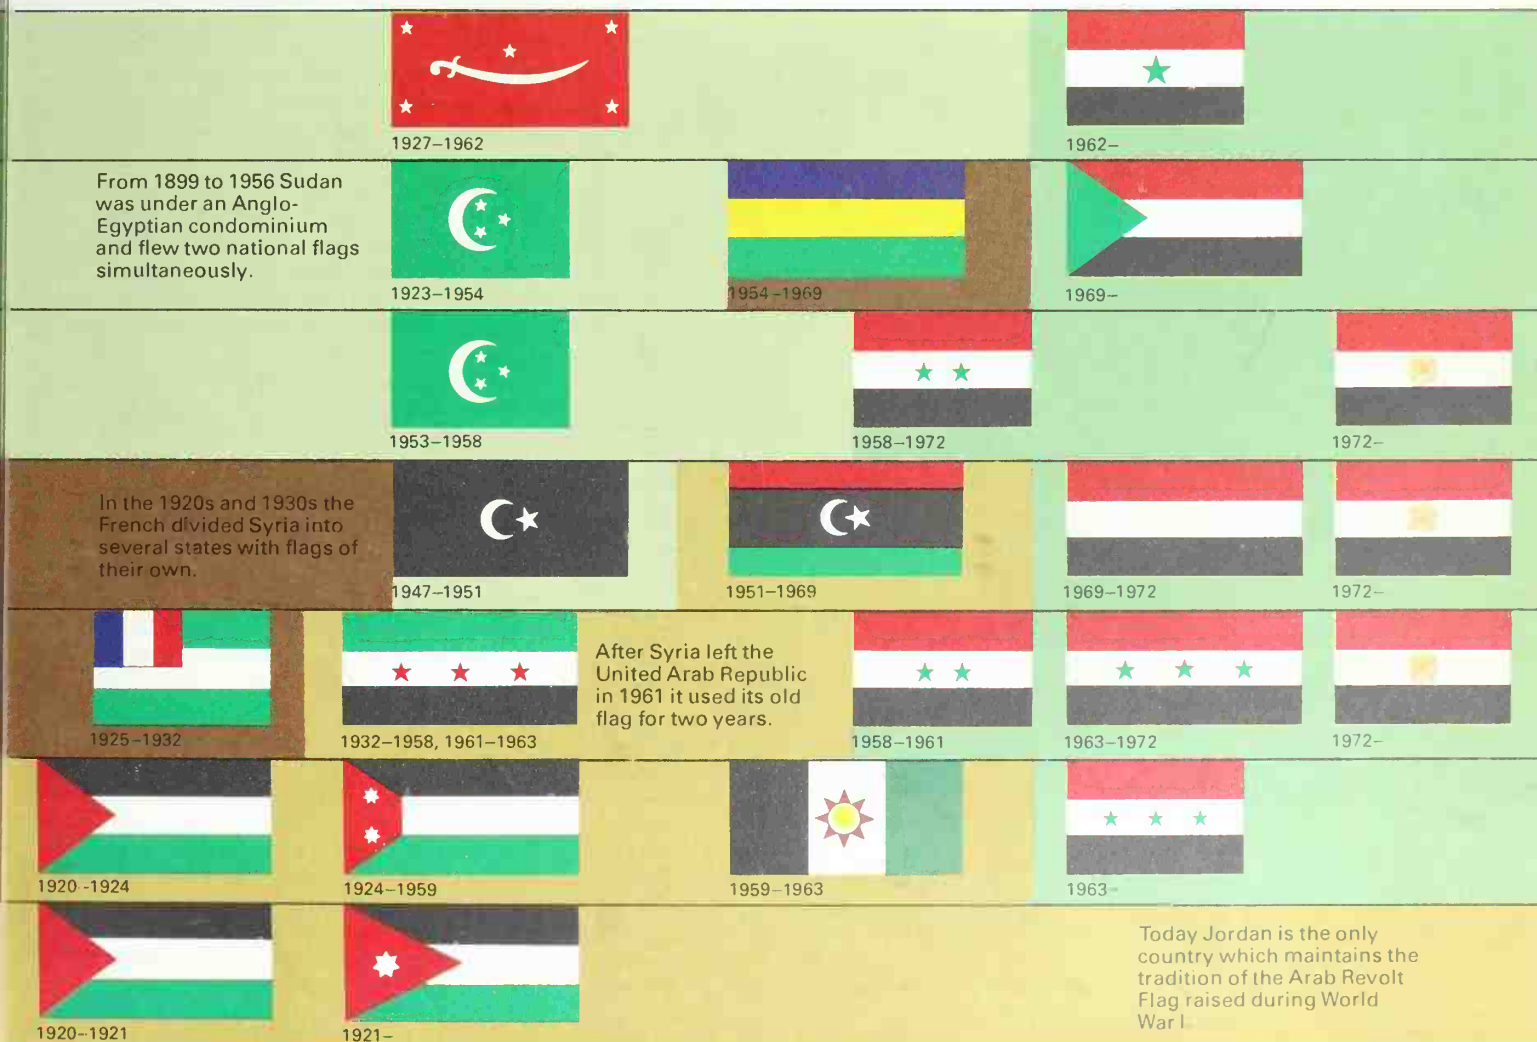 1927–1962
1962–
From 1899 to 1956 Sudan
was under an Anglo-
Egyptian condominium
and flew two national flags
simultaneously.
1923–1954
1954–1969
1969–
1953–1958
1958–1972
1972–
In the 1920s and 1930s the
French divided Syria into
several states with flags of
their own.
1947–1951
1951–1969
1969–1972
1972–
After Syria left the
United Arab Republic
in 1961 it used its old
flag for two years.
1925–1932
1932–1958, 1961–1963
1958–1961
1963–1972
1972–
1920–1924
1924–1959
1959–1963
1963–
Today Jordan is the only
country which maintains the
tradition of the Arab Revolt
Flag raised during World
War I
1920–1921
1921–